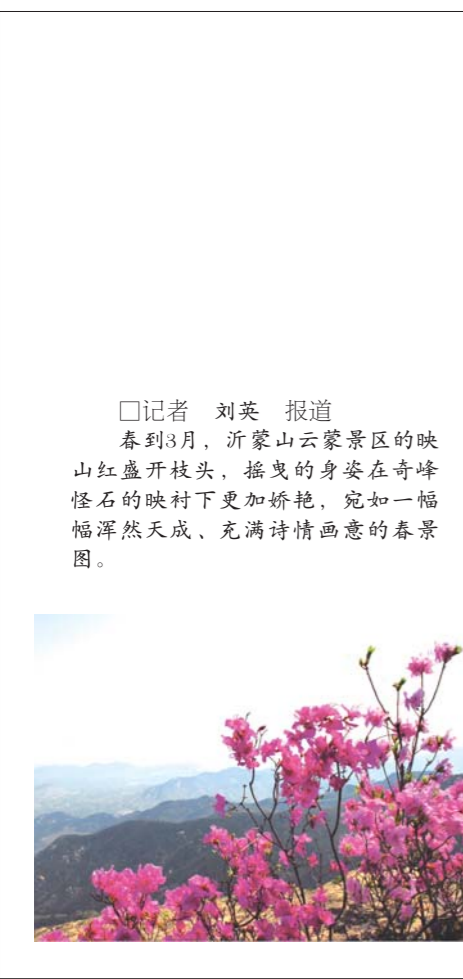 □记者　刘英　报道
春到3月，沂蒙山云蒙景区的映
山红盛开枝头，摇曳的身姿在奇峰
怪石的映衬下更加娇艳，宛如一幅
幅浑然天成、充满诗情画意的春景
图。